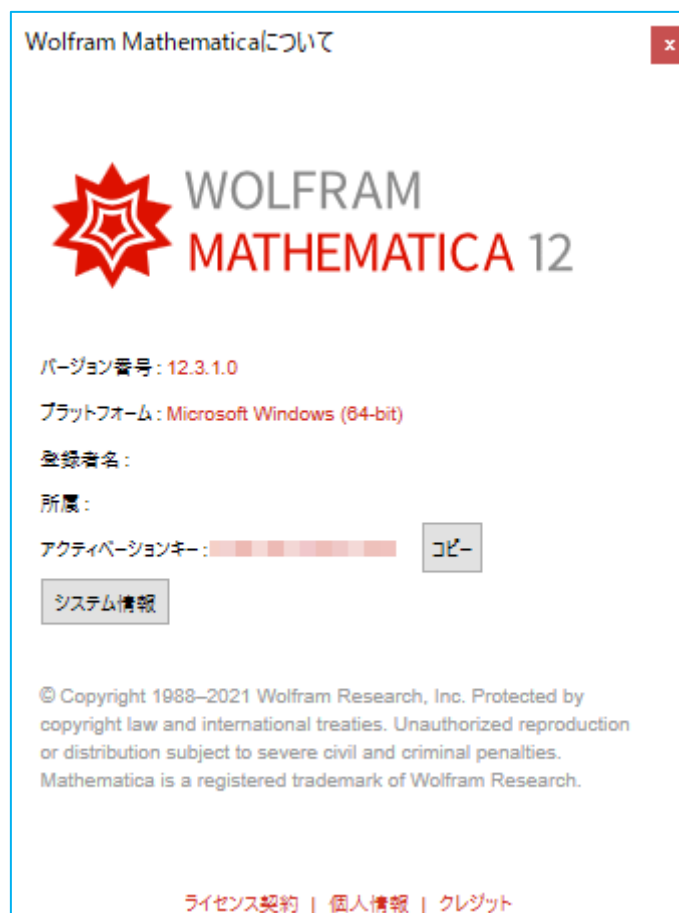 Wolfram Mathematicaについて
x
WOLFRAM
MATHEMATICA 12
バージョン番号 : 12.3.1.0
プラットフォーム : Microsoft Windows (64-bit)
登録者名 :
所属 :
アクティベーションキー : コピー
システム情報
© Copyright 1988–2021 Wolfram Research, Inc. Protected by
copyright law and international treaties. Unauthorized reproduction
or distribution subject to severe civil and criminal penalties.
Mathematica is a registered trademark of Wolfram Research.
ライセンス契約 | 個人情報 | クレジット